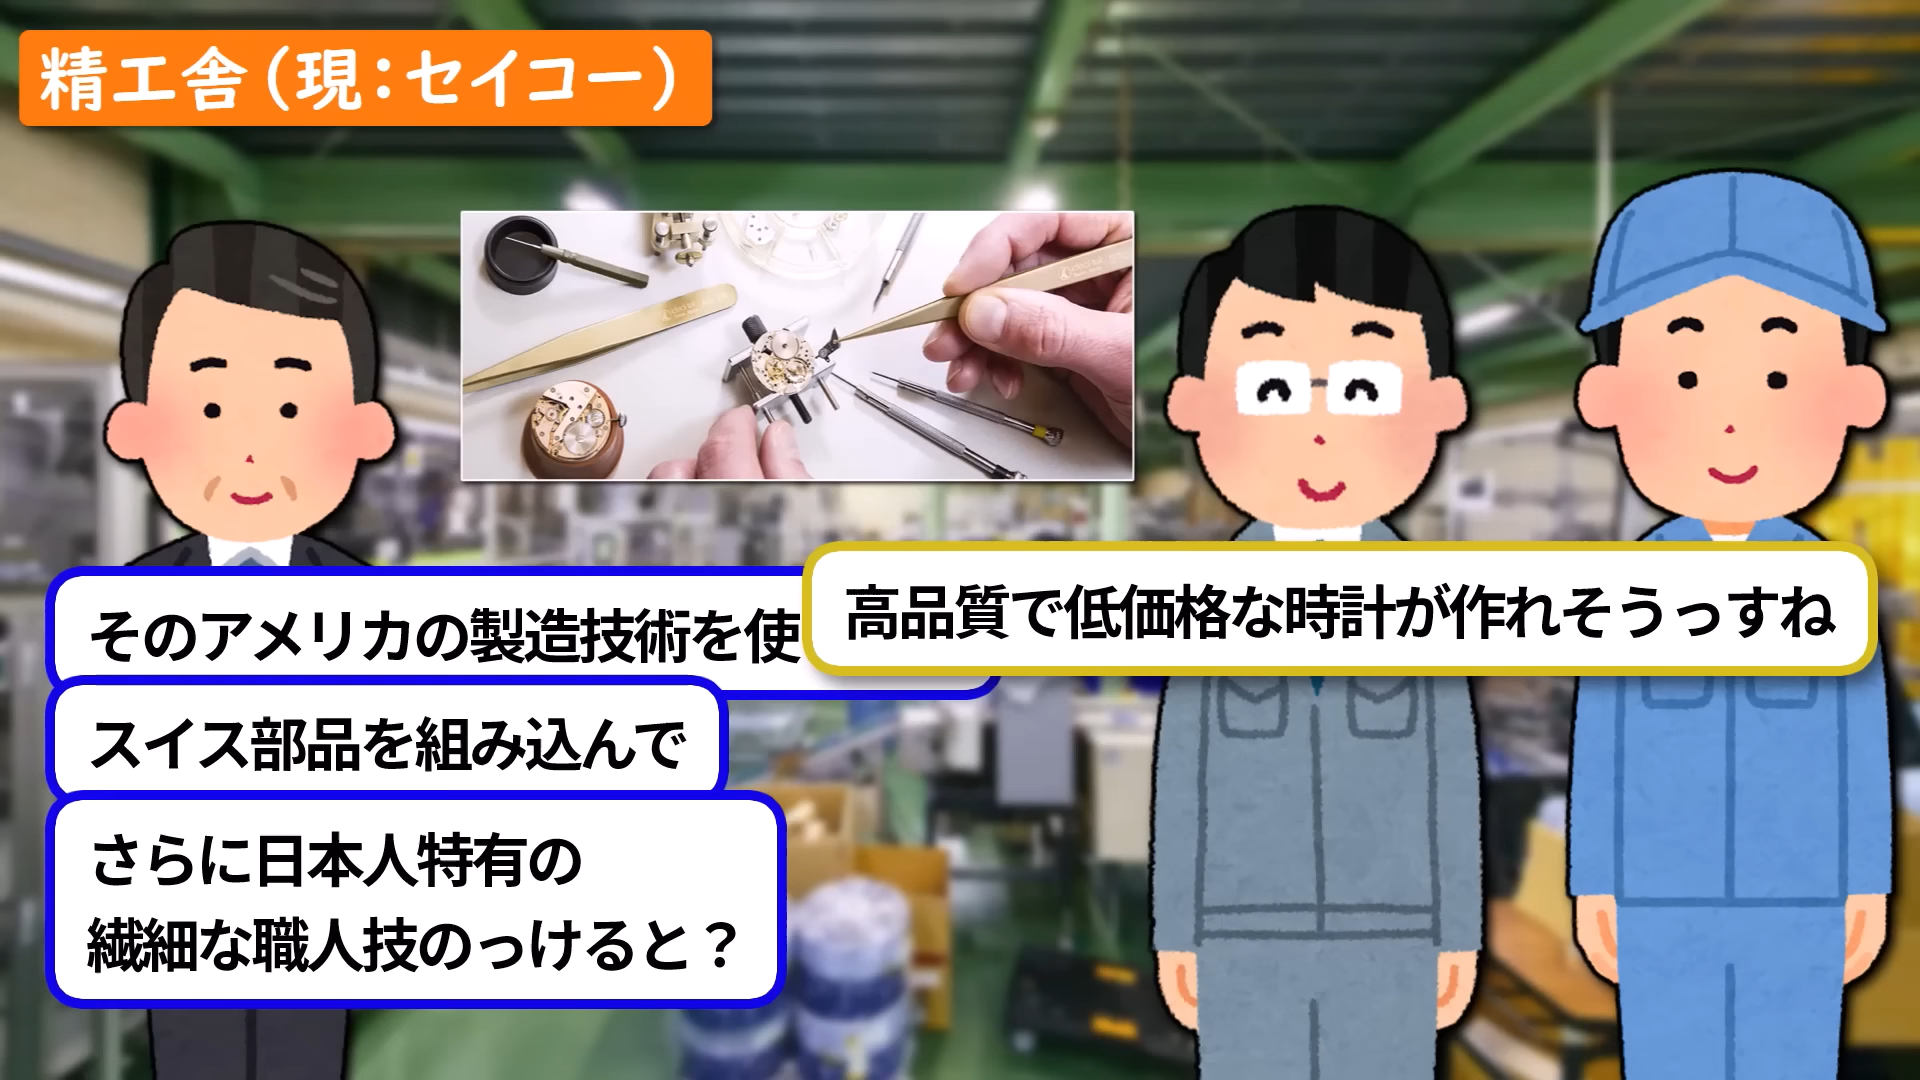 精工舎（現：セイコー）
そのアメリカの製造技術を使
高品質で低価格な時計が作れそうっすね
スイス部品を組み込んで
さらに日本人特有の
繊細な職人技のっけると？